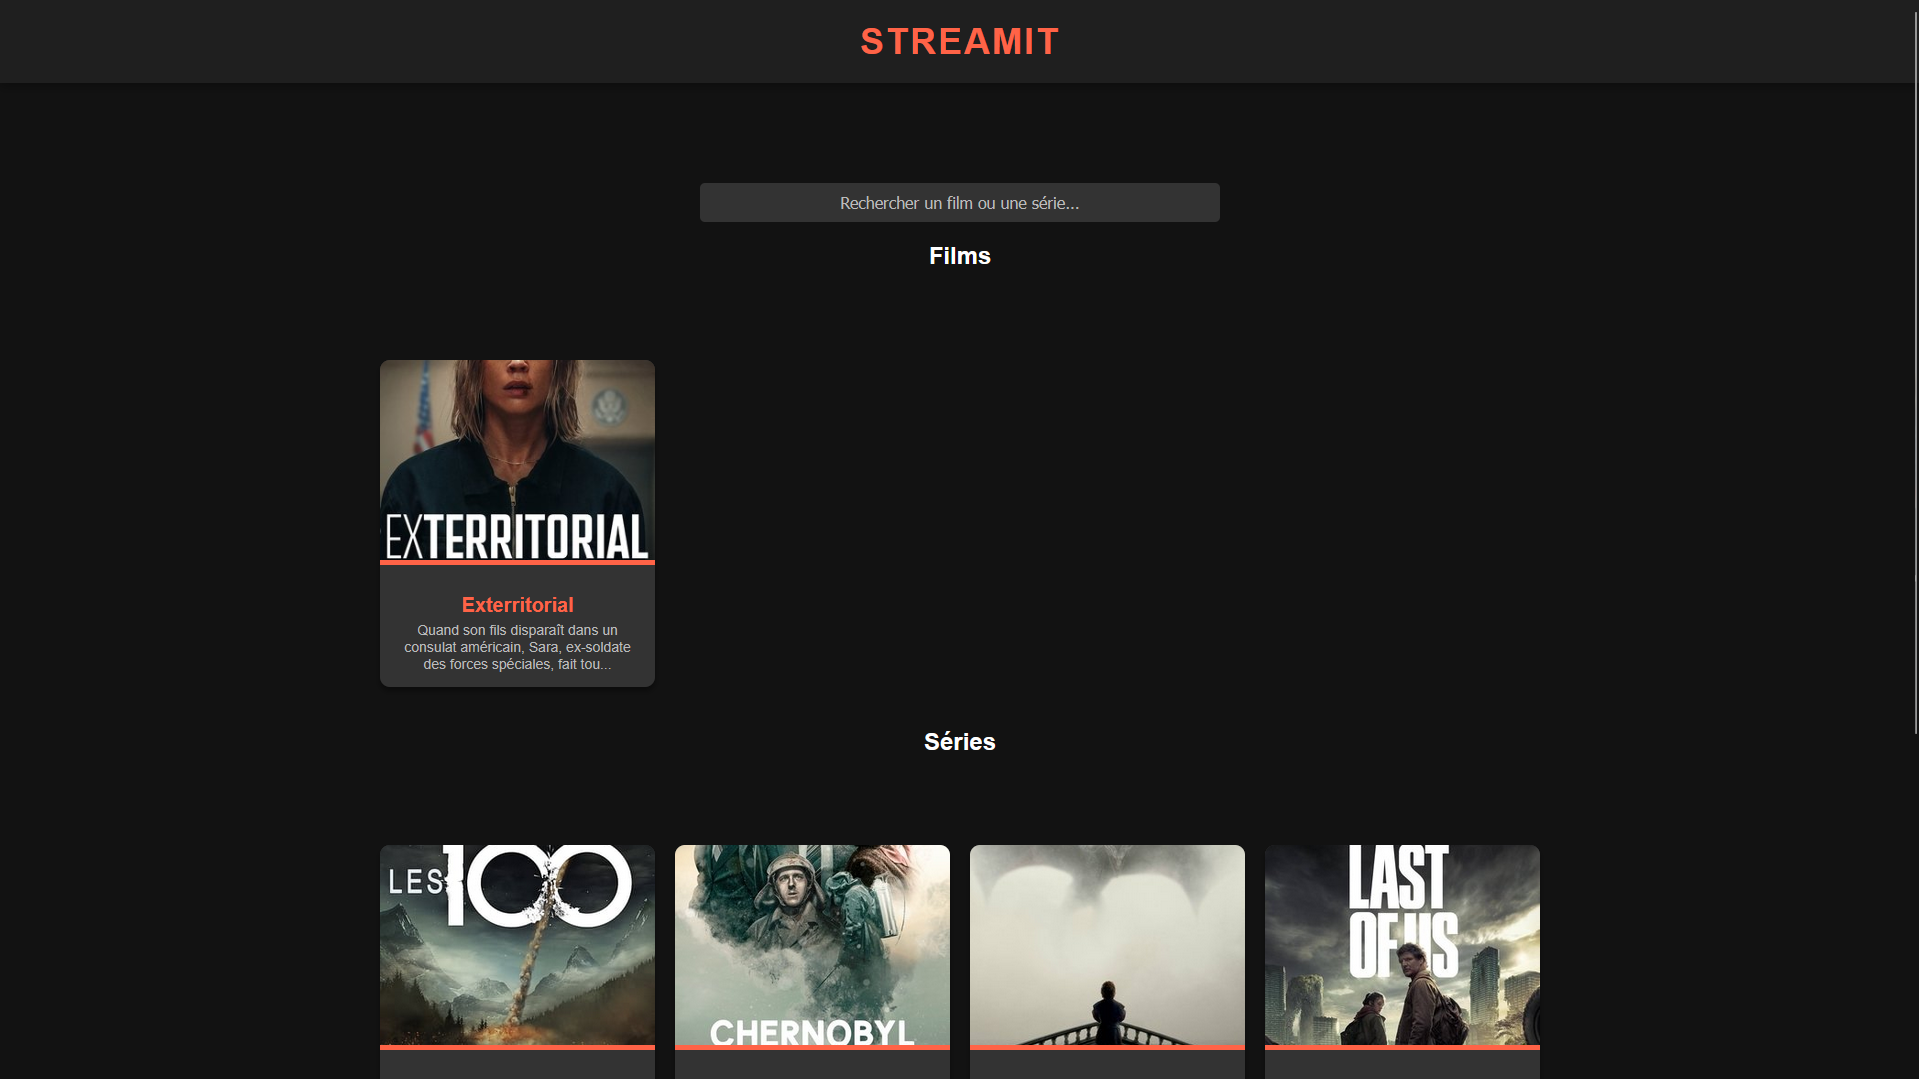 STREAMIT
Rechercher un film ou une série...
Films
EXTERRITORIAL
Exterritorial
Quand son fils disparaît dans un
consulat américain, Sara, ex-soldate
des forces spéciales, fait tou...
Séries
LES 100
CHERNOBYL
LAST
OF US